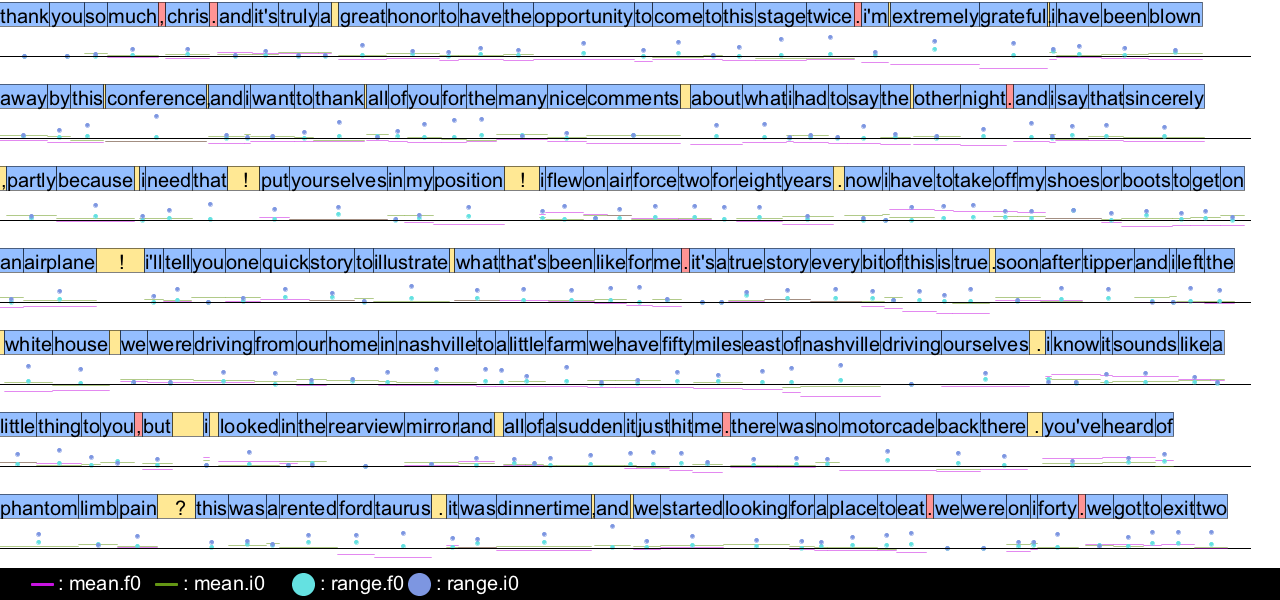 thank you so much , chris . and it's truly a great honor to have the opportunity to come to this stage twice . i'm extremely grateful . i have been blown
away by this conference , and i want to thank all of you for the many nice comments about what i had to say the other night . and i say that sincerely
, partly because i need that ! put yourselves in my position ! i flew on air force two for eight years . now i have to take off my shoes or boots to get on
an airplane ! i'll tell you one quick story to illustrate what that's been like for me . it's a true story every bit of this is true . soon after tipper and i left the
white house we were driving from our home in nashville to a little farm we have fifty miles east of nashville driving ourselves . i know it sounds like a
little thing to you , but i looked in the rearview mirror and all of a sudden it just hit me . there was no motorcade back there . you've heard of
phantom limb pain ? this was a rented ford taurus . it was dinnertime , and we started looking for a place to eat . we were on i forty . we got to exit two
: mean.f0 : mean.i0 : range.f0 : range.i0